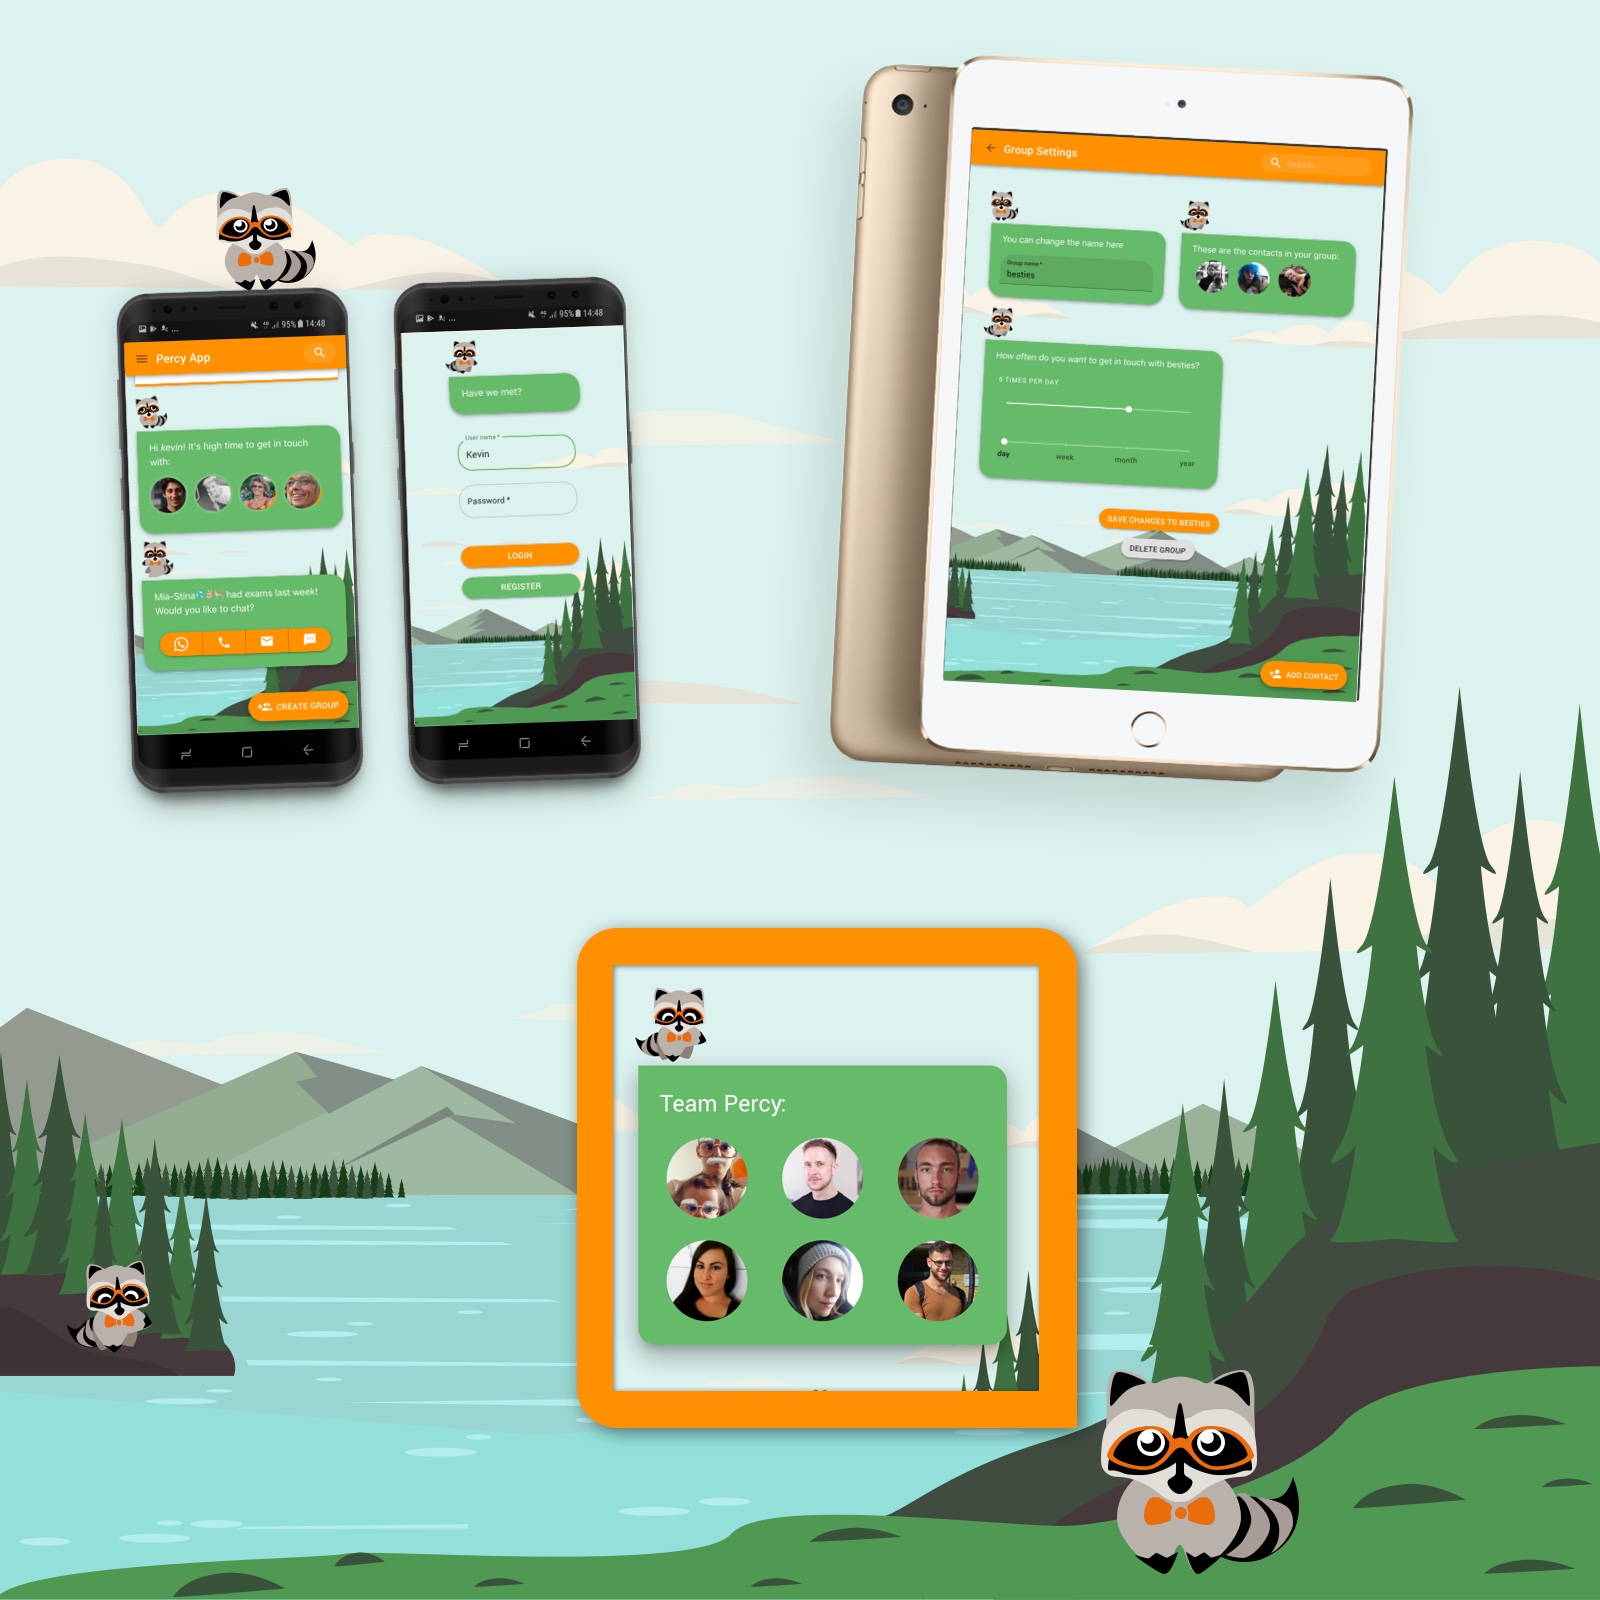 95% 14:48
Percy App
Hi kevin! It's high time to get in touch
with:
Mia-Stina had exams last week!
Would you like to chat?
CREATE GROUP
95% 14:48
Have we met?
User name *
Kevin
Password *
LOGIN
REGISTER
Group Settings
Search...
You can change the name here
Group name *
besties
These are the contacts in your group:
How often do you want to get in touch with besties?
5 TIMES PER DAY
day week month year
SAVE CHANGES TO BESTIES
DELETE GROUP
ADD CONTACT
Team Percy: